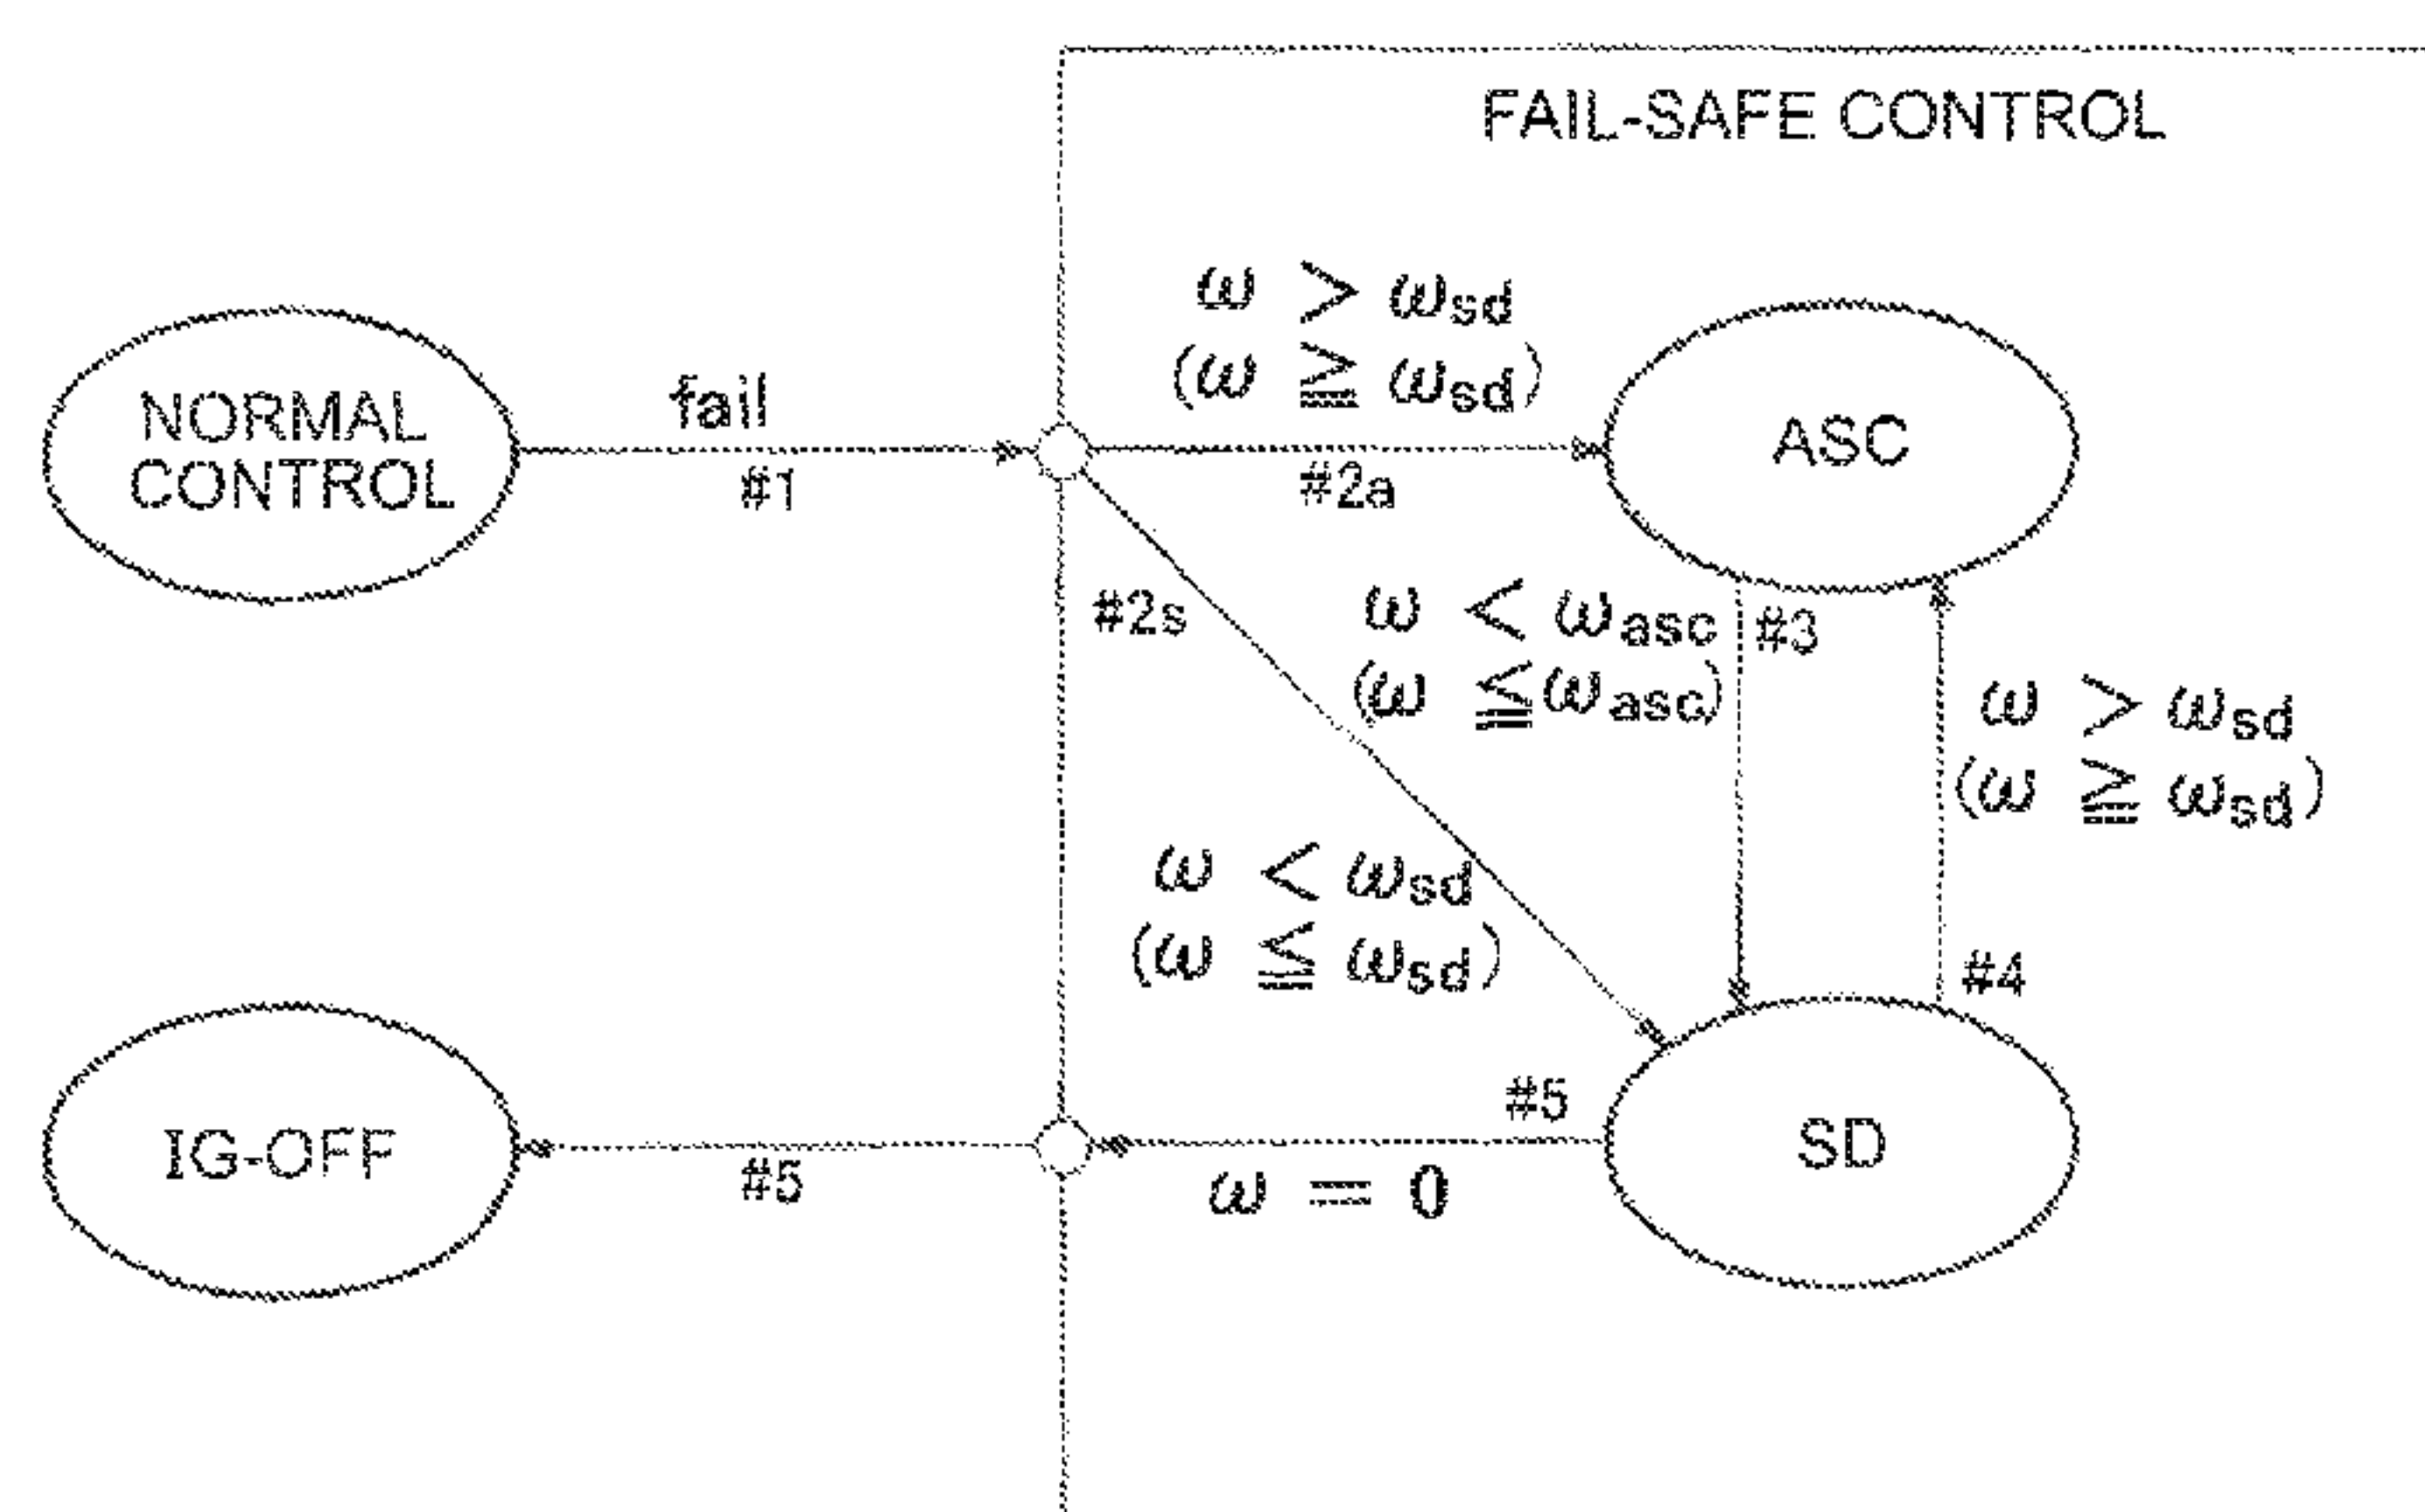 FAIL-SAFE CONTROL
ω > ωsd
(ω ≧ ωsd)
NORMAL
CONTROL
fail
#1
#2a
ASC
#2s
ω < ωasc
(ω ≦ωasc)
#3
ω > ωsd
(ω ≧ ωsd)
ω < ωsd
(ω ≦ ωsd)
#4
IG-OFF
#5
#5
ω = 0
SD